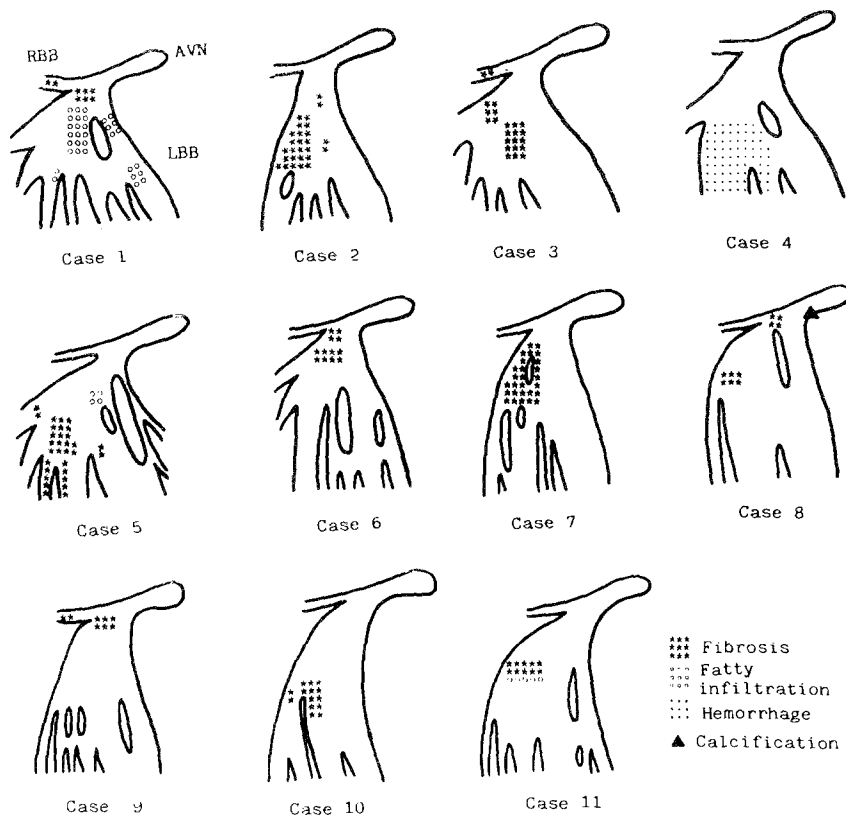 RBB
AVN
LBB
Case 1
Case 2
Case 3
Case 4
Case 5
Case 6
Case 7
Case 8
Case 9
Case 10
Case 11
Fibrosis
Fatty
infiltration
Hemorrhage
Calcification